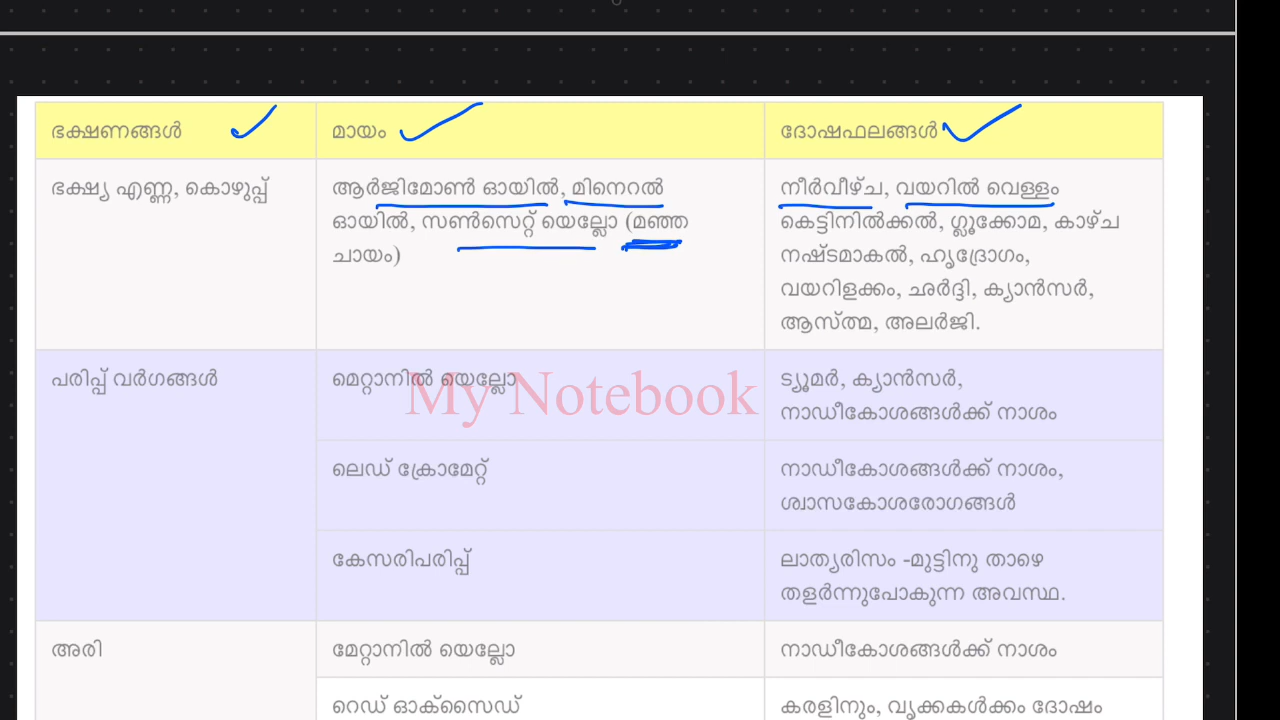 ഭക്ഷണങ്ങൾ
മായം
ദോഷഫലങ്ങൾ
ഭക്ഷ്യ എണ്ണ, കൊഴുപ്പ്
ആർജിമോൺ ഓയിൽ, മിനെറൽ
ഓയിൽ, സൺസെറ്റ് യെല്ലോ (മഞ്ഞ
ചായം)
നീർവീഴ്ച, വയറിൽ വെള്ളം
കെട്ടിനിൽക്കൽ, ഗ്ലൂക്കോമ, കാഴ്ച
നഷ്ടമാകൽ, ഹൃദ്രോഗം,
വയറിളക്കം, ഛർദ്ദി, ക്യാൻസർ,
ആസ്ത്മ, അലർജി.
പരിപ്പ് വർഗങ്ങൾ
മെറ്റാനിൽ യെല്ലോ
ട്യൂമർ, ക്യാൻസർ,
നാഡീകോശങ്ങൾക്ക് നാശം
My Notebook
ലെഡ് ക്രോമേറ്റ്
നാഡീകോശങ്ങൾക്ക് നാശം,
ശ്വാസകോശരോഗങ്ങൾ
കേസരിപരിപ്പ്
ലാത്യരിസം -മുട്ടിനു താഴെ
തളർന്നുപോകുന്ന അവസ്ഥ.
അരി
മേറ്റാനിൽ യെല്ലോ
നാഡീകോശങ്ങൾക്ക് നാശം
റെഡ് ഓക്സൈഡ്
കരളിനും, വൃക്കകൾക്കം ദോഷം